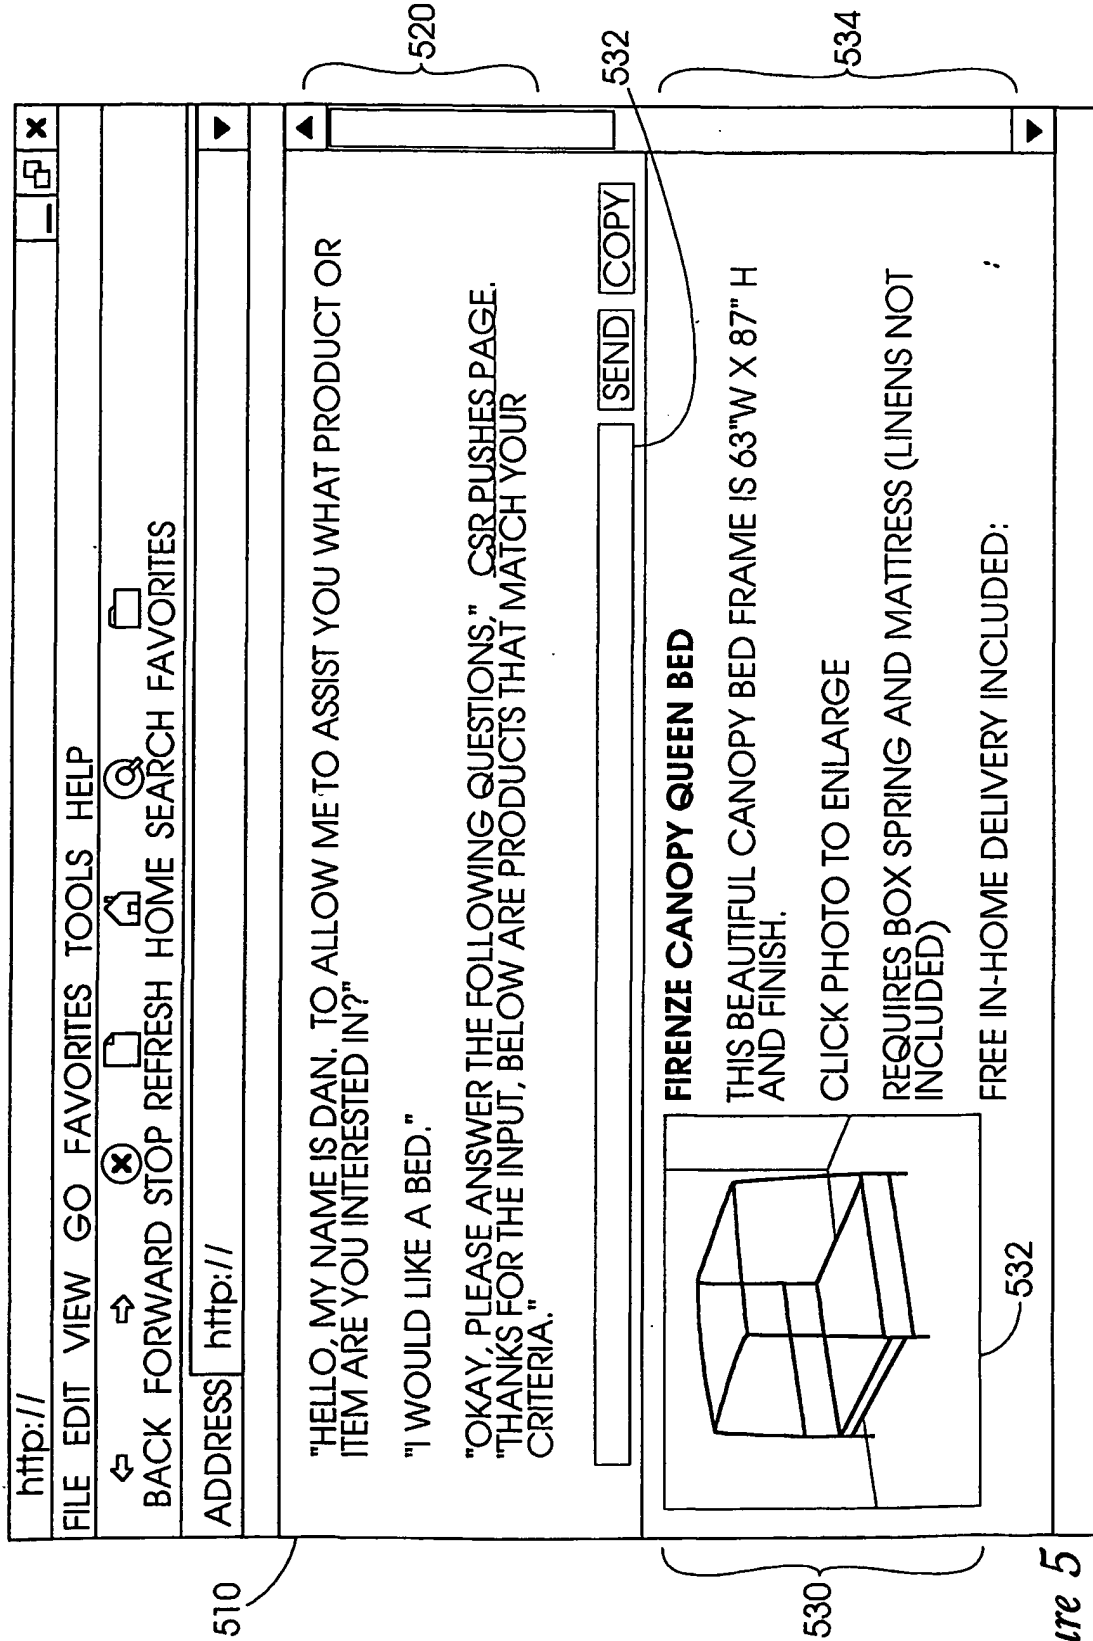 http://
FILE EDIT VIEW GO FAVORITES TOOLS HELP
BACK FORWARD STOP REFRESH HOME SEARCH FAVORITES
ADDRESS http://
510
"HELLO, MY NAME IS DAN. TO ALLOW ME TO ASSIST YOU WHAT PRODUCT OR
ITEM ARE YOU INTERESTED IN?"
"I WOULD LIKE A BED."
"OKAY, PLEASE ANSWER THE FOLLOWING QUESTIONS," CSR PUSHES PAGE.
"THANKS FOR THE INPUT, BELOW ARE PRODUCTS THAT MATCH YOUR
CRITERIA."
520
SEND COPY
532
FIRENZE CANOPY QUEEN BED
THIS BEAUTIFUL CANOPY BED FRAME IS 63"W X 87" H
AND FINISH.
CLICK PHOTO TO ENLARGE
REQUIRES BOX SPRING AND MATTRESS (LINENS NOT
INCLUDED)
FREE IN-HOME DELIVERY INCLUDED:
530
532
534
ure 5